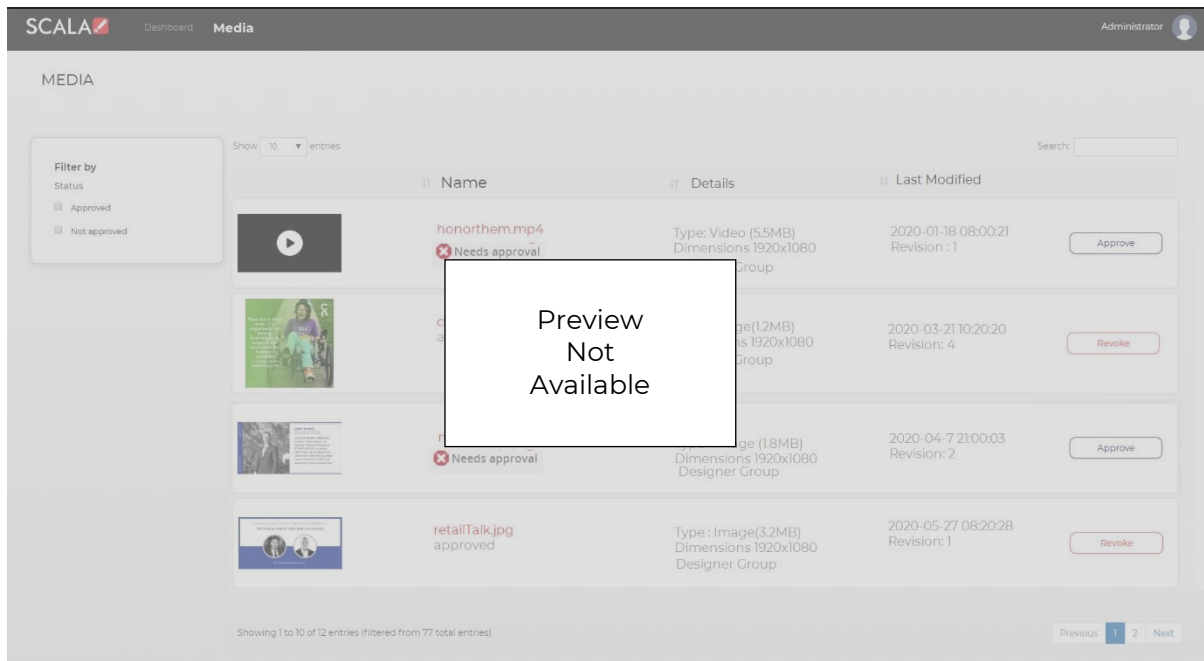 SCALA Dashboard Media Administrator
MEDIA
Show 10 entries Search:
Filter by
Status
Approved
Not approved
Name Details Last Modified
honorthem.mp4 Type: Video (5.5MB) 2020-01-18 08:00:21
Needs approval Dimensions 1920x1080 Revision : 1 Approve
Group
Preview
Not
Available
(1.2MB) 2020-03-21 10:20:20
1920x1080 Revision: 4 Revoke
Group
(1.8MB) 2020-04-7 21:00:03
Needs approval Dimensions 1920x1080 Revision: 2 Approve
Designer Group
retailTalk.jpg Type : Image(3.2MB) 2020-05-27 08:20:28
approved Dimensions 1920x1080 Revision: 1 Revoke
Designer Group
Showing 1 to 10 of 12 entries (filtered from 77 total entries) Previous 1 2 Next